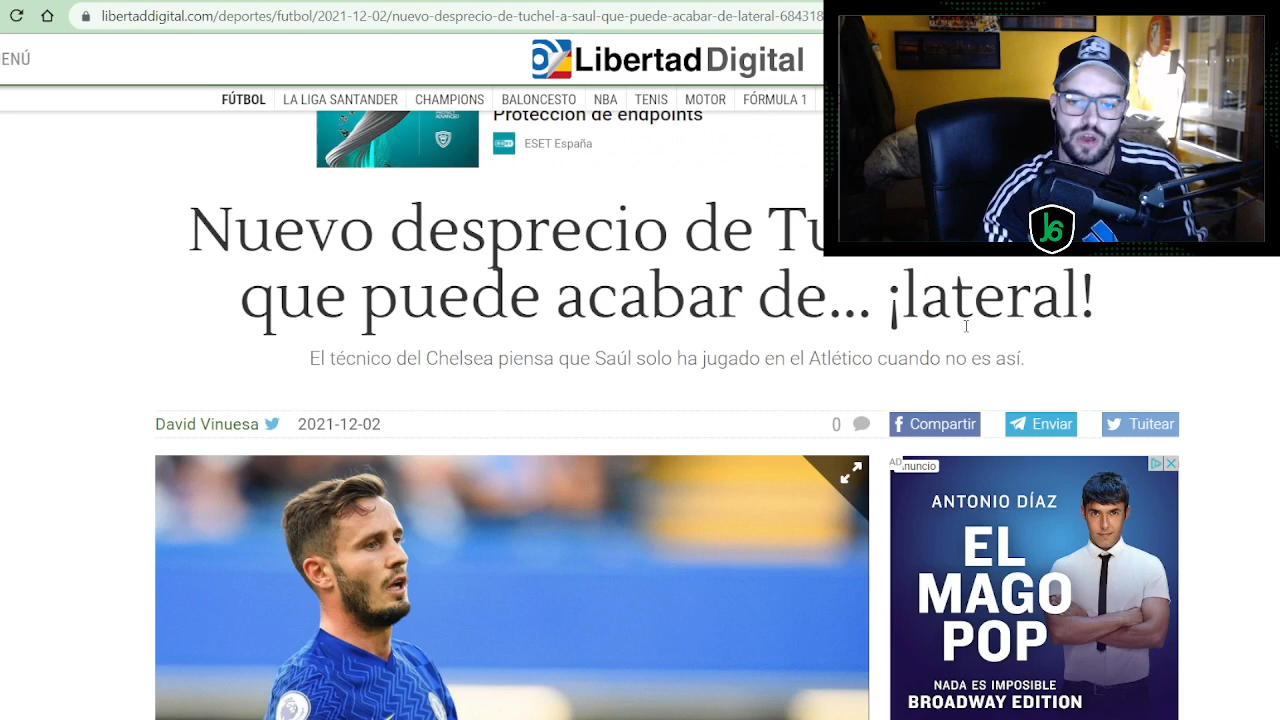 libertaddigital.com/deportes/futbol/2021-12-02/nuevo-desprecio-de-tuchel-a-saul-que-puede-acabar-de-lateral-684318
ENÚ
Libertad Digital
FÚTBOL LA LIGA SANTANDER CHAMPIONS BALONCESTO NBA TENIS MOTOR FÓRMULA 1
Protección de endpoints
eset ESET España
Nuevo desprecio de Tu
que puede acabar de... ¡lateral!
El técnico del Chelsea piensa que Saúl solo ha jugado en el Atlético cuando no es así.
David Vinuesa 2021-12-02 0 Compartir Enviar Tuitear
AD
nuncio
ANTONIO DÍAZ
EL
MAGO
POP
NADA ES IMPOSIBLE
BROADWAY EDITION